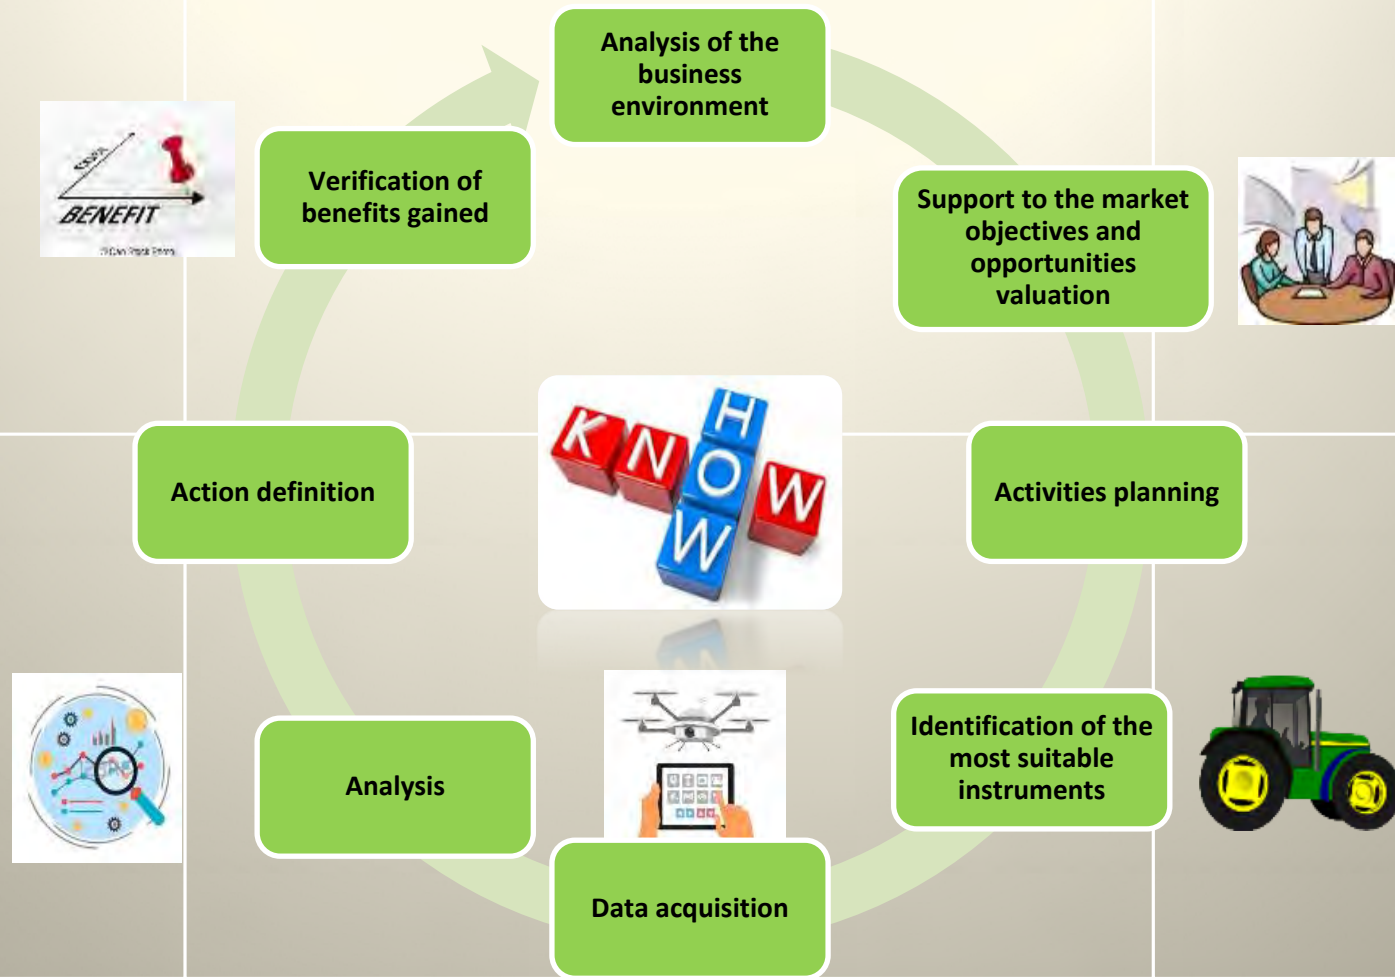 Analysis of the
business
environment
Support to the market
objectives and
opportunities
valuation
Activities planning
Identification of the
most suitable
instruments
Data acquisition
Analysis
Action definition
Verification of
benefits gained
BENEFIT
KNOW
HOW